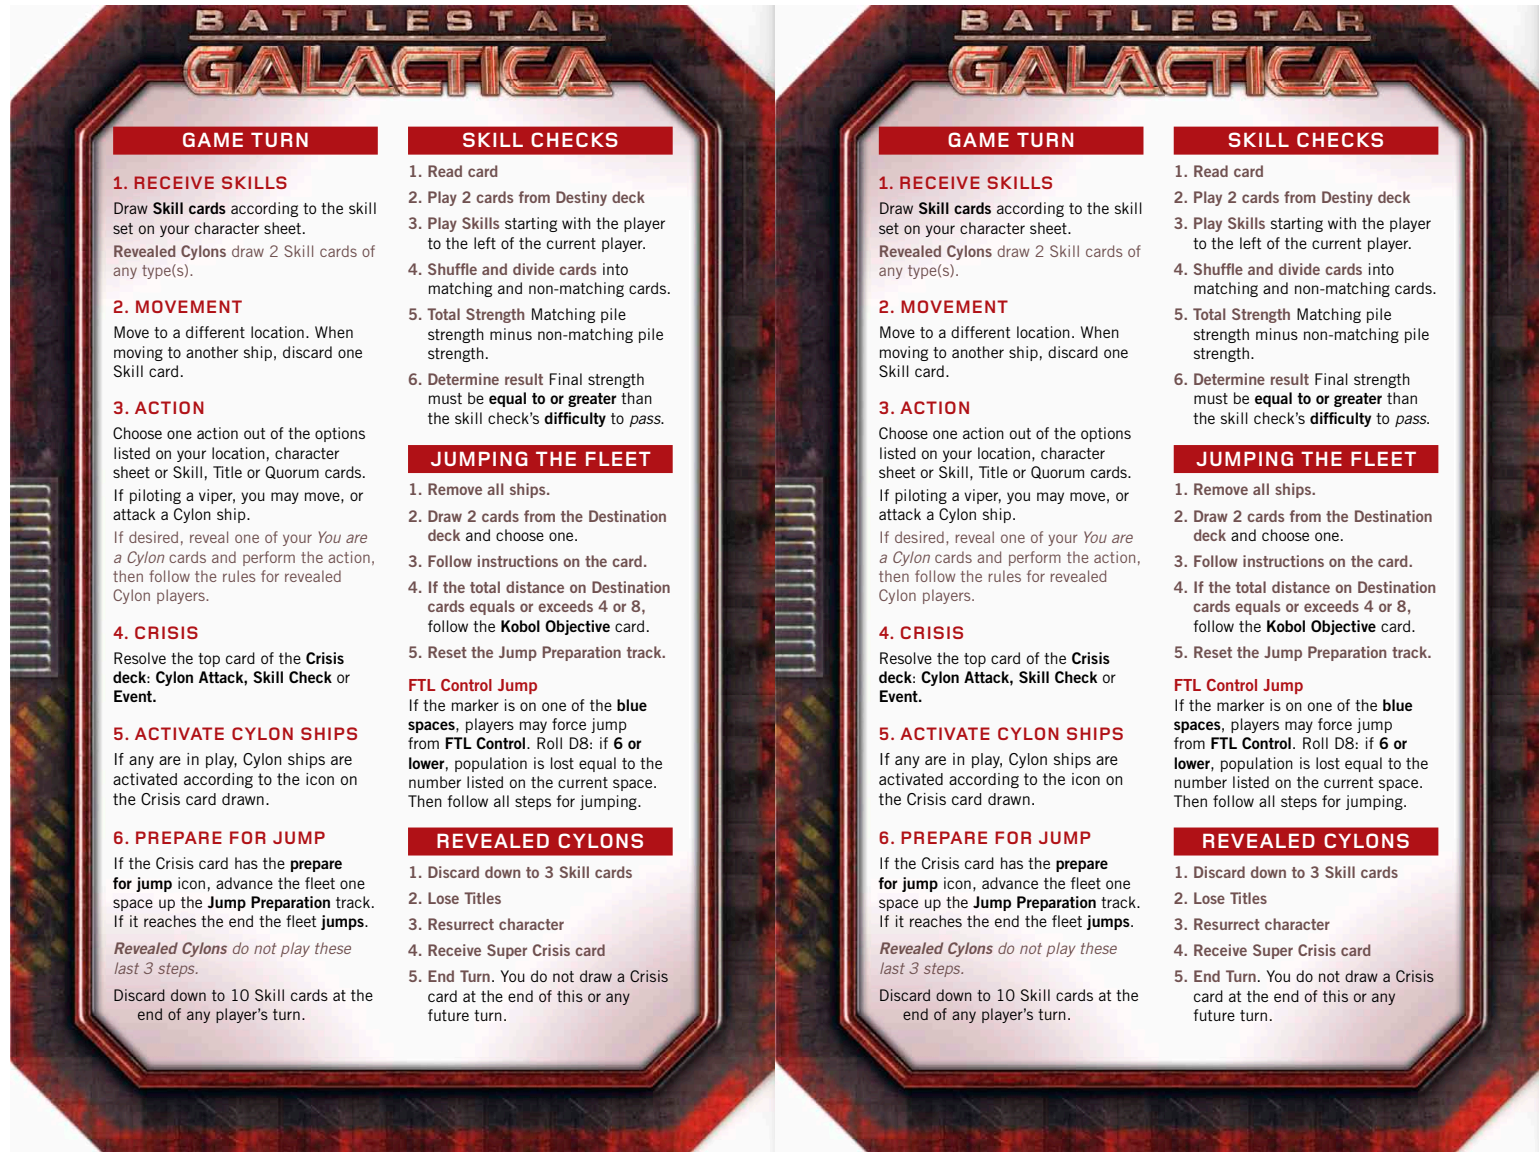 BATTLESTAR
GALACTICA
GAME TURN
1. RECEIVE SKILLS
Draw Skill cards according to the skill
set on your character sheet.
Revealed Cylons draw 2 Skill cards of
any type(s).
2. MOVEMENT
Move to a different location. When
moving to another ship, discard one
Skill card.
3. ACTION
Choose one action out of the options
listed on your location, character
sheet or Skill, Title or Quorum cards.
If piloting a viper, you may move, or
attack a Cylon ship.
If desired, reveal one of your You are
a Cylon cards and perform the action,
then follow the rules for revealed
Cylon players.
4. CRISIS
Resolve the top card of the Crisis
deck: Cylon Attack, Skill Check or
Event.
5. ACTIVATE CYLON SHIPS
If any are in play, Cylon ships are
activated according to the icon on
the Crisis card drawn.
6. PREPARE FOR JUMP
If the Crisis card has the prepare
for jump icon, advance the fleet one
space up the Jump Preparation track.
If it reaches the end the fleet jumps.
Revealed Cylons do not play these
last 3 steps.
Discard down to 10 Skill cards at the
end of any player's turn.
SKILL CHECKS
1. Read card
2. Play 2 cards from Destiny deck
3. Play Skills starting with the player
to the left of the current player.
4. Shuffle and divide cards into
matching and non-matching cards.
5. Total Strength Matching pile
strength minus non-matching pile
strength.
6. Determine result Final strength
must be equal to or greater than
the skill check's difficulty to pass.
JUMPING THE FLEET
1. Remove all ships.
2. Draw 2 cards from the Destination
deck and choose one.
3. Follow instructions on the card.
4. If the total distance on Destination
cards equals or exceeds 4 or 8,
follow the Kobol Objective card.
5. Reset the Jump Preparation track.
FTL Control Jump
If the marker is on one of the blue
spaces, players may force jump
from FTL Control. Roll D8: if 6 or
lower, population is lost equal to the
number listed on the current space.
Then follow all steps for jumping.
REVEALED CYLONS
1. Discard down to 3 Skill cards
2. Lose Titles
3. Resurrect character
4. Receive Super Crisis card
5. End Turn. You do not draw a Crisis
card at the end of this or any
future turn.
BATTLESTAR
GALACTICA
GAME TURN
1. RECEIVE SKILLS
Draw Skill cards according to the skill
set on your character sheet.
Revealed Cylons draw 2 Skill cards of
any type(s).
2. MOVEMENT
Move to a different location. When
moving to another ship, discard one
Skill card.
3. ACTION
Choose one action out of the options
listed on your location, character
sheet or Skill, Title or Quorum cards.
If piloting a viper, you may move, or
attack a Cylon ship.
If desired, reveal one of your You are
a Cylon cards and perform the action,
then follow the rules for revealed
Cylon players.
4. CRISIS
Resolve the top card of the Crisis
deck: Cylon Attack, Skill Check or
Event.
5. ACTIVATE CYLON SHIPS
If any are in play, Cylon ships are
activated according to the icon on
the Crisis card drawn.
6. PREPARE FOR JUMP
If the Crisis card has the prepare
for jump icon, advance the fleet one
space up the Jump Preparation track.
If it reaches the end the fleet jumps.
Revealed Cylons do not play these
last 3 steps.
Discard down to 10 Skill cards at the
end of any player's turn.
SKILL CHECKS
1. Read card
2. Play 2 cards from Destiny deck
3. Play Skills starting with the player
to the left of the current player.
4. Shuffle and divide cards into
matching and non-matching cards.
5. Total Strength Matching pile
strength minus non-matching pile
strength.
6. Determine result Final strength
must be equal to or greater than
the skill check's difficulty to pass.
JUMPING THE FLEET
1. Remove all ships.
2. Draw 2 cards from the Destination
deck and choose one.
3. Follow instructions on the card.
4. If the total distance on Destination
cards equals or exceeds 4 or 8,
follow the Kobol Objective card.
5. Reset the Jump Preparation track.
FTL Control Jump
If the marker is on one of the blue
spaces, players may force jump
from FTL Control. Roll D8: if 6 or
lower, population is lost equal to the
number listed on the current space.
Then follow all steps for jumping.
REVEALED CYLONS
1. Discard down to 3 Skill cards
2. Lose Titles
3. Resurrect character
4. Receive Super Crisis card
5. End Turn. You do not draw a Crisis
card at the end of this or any
future turn.